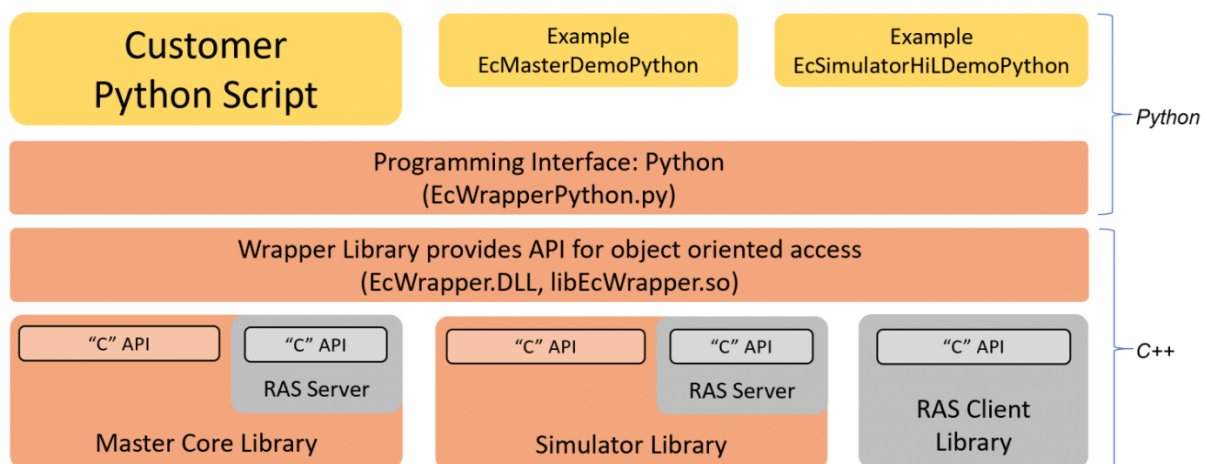 Customer
Python Script
Example
EcMasterDemoPython
Example
EcSimulatorHiLDemoPython
Python
Programming Interface: Python
(EcWrapperPython.py)
Wrapper Library provides API for object oriented access
(EcWrapper.DLL, libEcWrapper.so)
“C” API
“C” API
RAS Server
Master Core Library
“C” API
“C” API
RAS Server
Simulator Library
“C” API
RAS Client
Library
C++